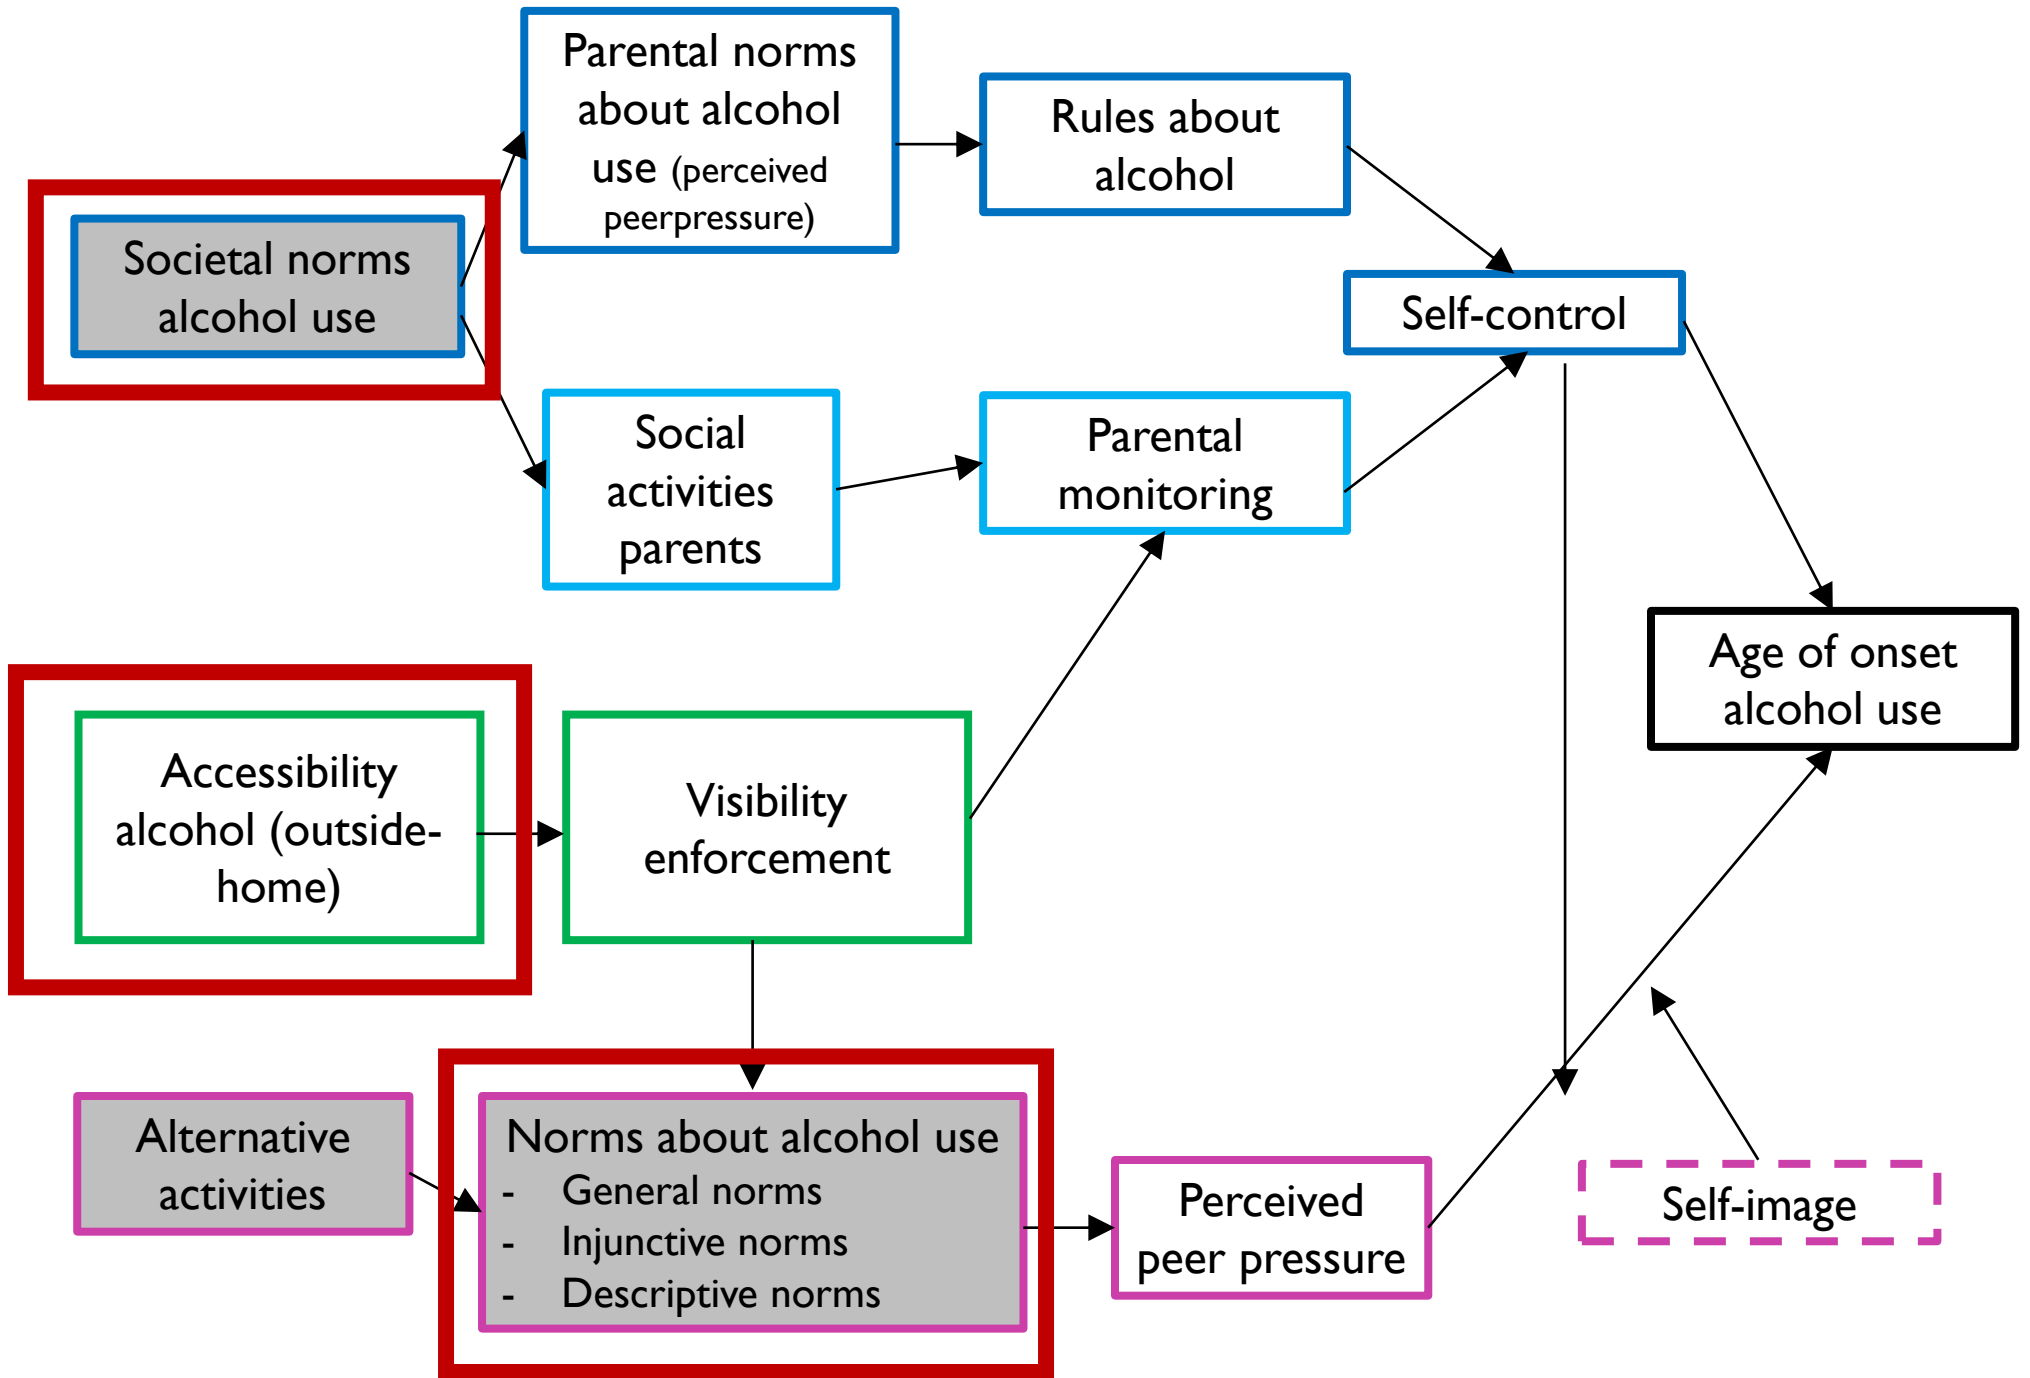 Parental norms
about alcohol
use (perceived
peerpressure)
Rules about
alcohol
Societal norms
alcohol use
Self-control
Social
activities
parents
Parental
monitoring
Age of onset
alcohol use
Accessibility
alcohol (outside-
home)
Visibility
enforcement
Alternative
activities
Norms about alcohol use
- General norms
- Injunctive norms
- Descriptive norms
Perceived
peer pressure
Self-image